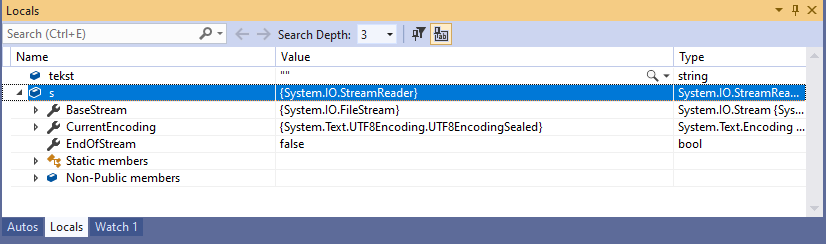 Locals
Search (Ctrl+E) Search Depth: 3
Name Value Type
tekst "" string
s {System.IO.StreamReader} System.IO.StreamRea...
BaseStream {System.IO.FileStream} System.IO.Stream {Sys...
CurrentEncoding {System.Text.UTF8Encoding.UTF8EncodingSealed} System.Text.Encoding ...
EndOfStream false bool
Static members
Non-Public members
Autos Locals Watch 1